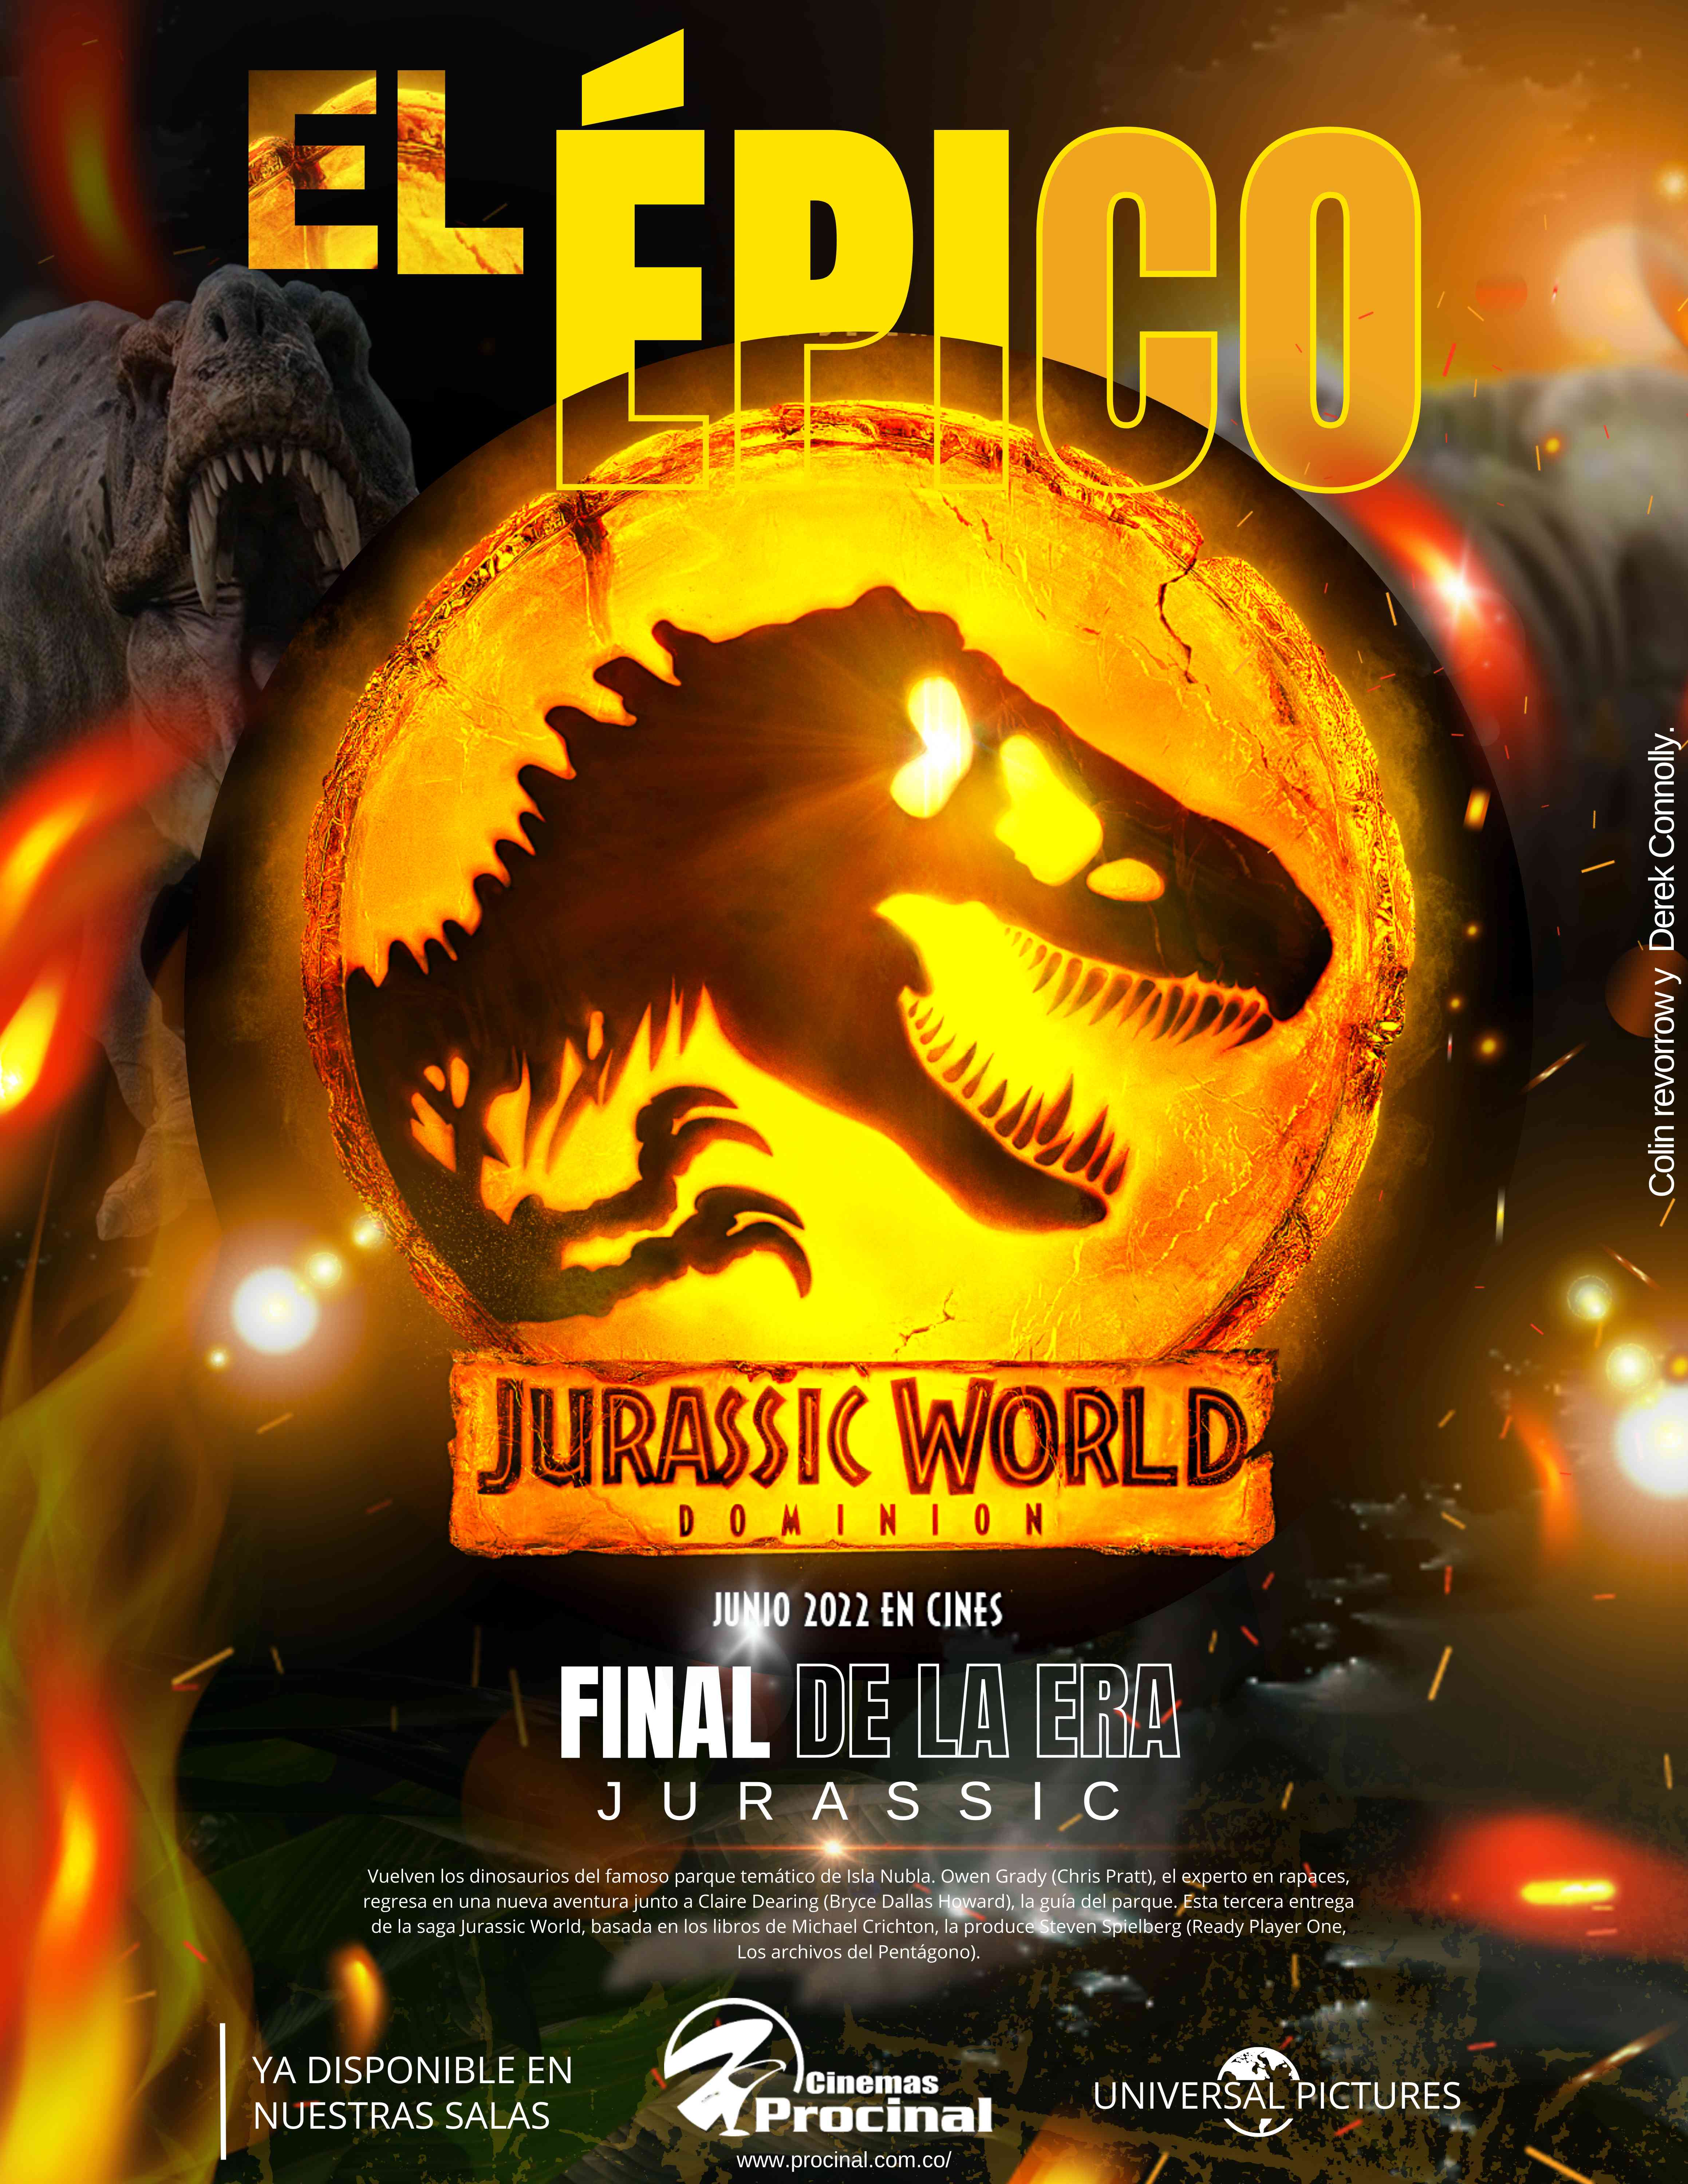 EL ÉPICO
Colin revorrow y Derek Connolly.
JURASSIC WORLD
DOMINION
JUNIO 2022 EN CINES
FINAL DE LA ERA
JURASSIC
Vuelven los dinosaurios del famoso parque temático de Isla Nubla. Owen Grady (Chris Pratt), el experto en rapaces,
regresa en una nueva aventura junto a Claire Dearing (Bryce Dallas Howard), la guía del parque. Esta tercera entrega
de la saga Jurassic World, basada en los libros de Michael Crichton, la produce Steven Spielberg (Ready Player One,
Los archivos del Pentágono).
YA DISPONIBLE EN
NUESTRAS SALAS
Cinemas
Procinal
www.procinal.com.co/
UNIVERSAL PICTURES